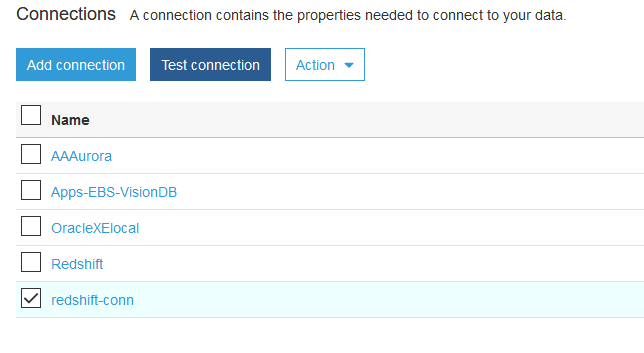 Connections A connection contains the properties needed to connect to your data.
Add connection Test connection Action
Name
AAAurora
Apps-EBS-VisionDB
OracleXElocal
Redshift
redshift-conn